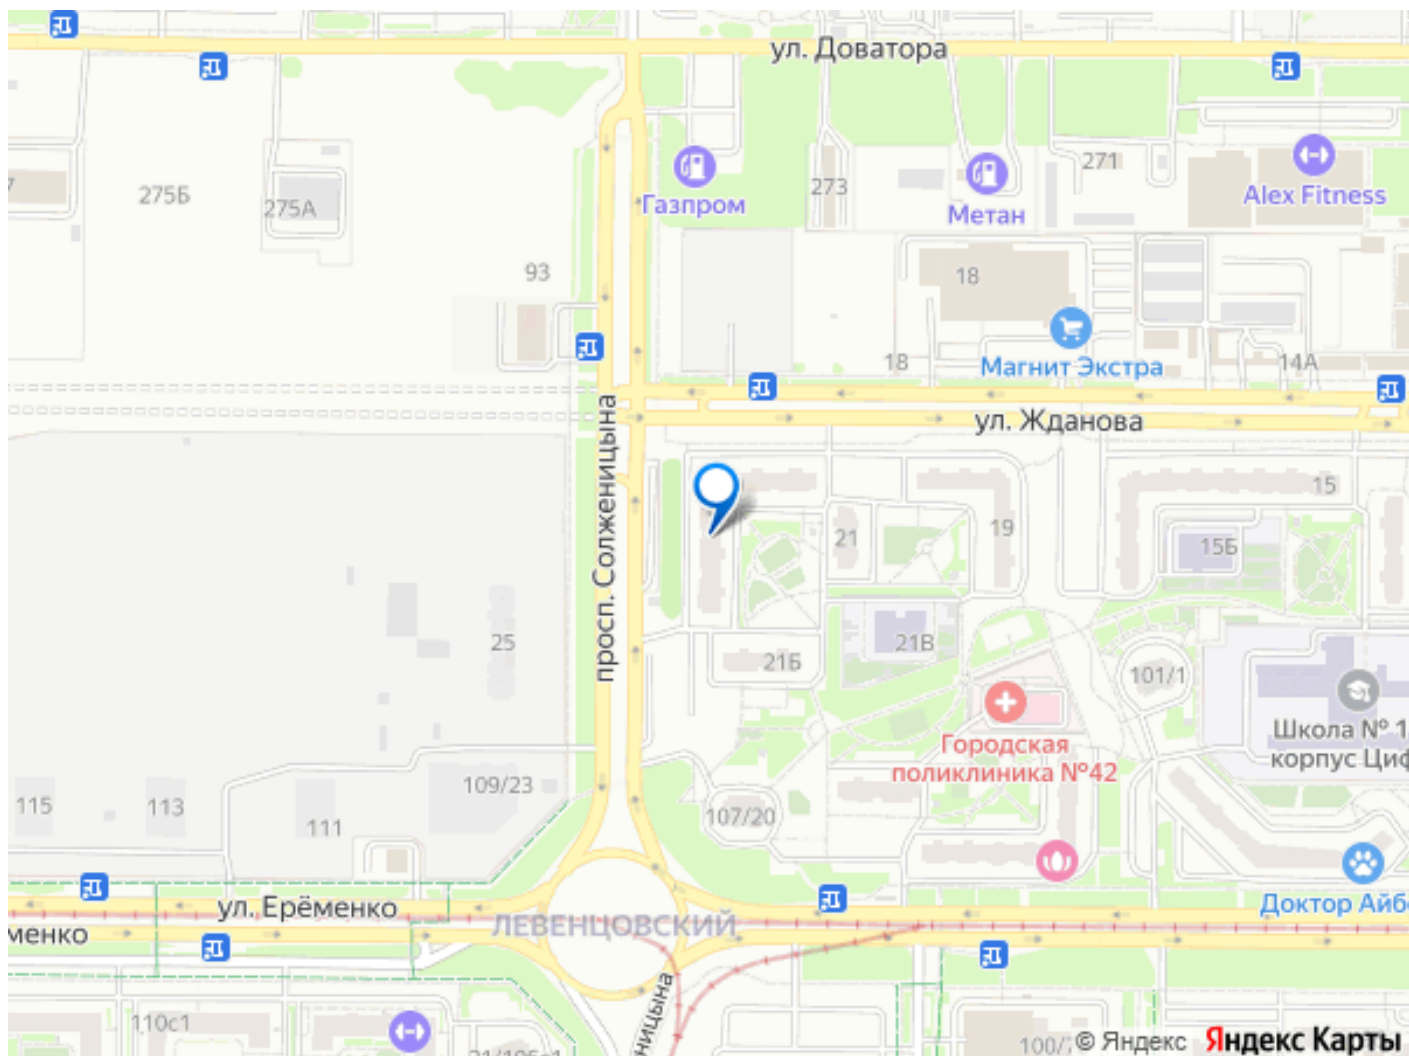 ул. Доватора
Газпром
273
Метан
271
Alex Fitness
275Б
275А
93
18
Магнит Экстра
18
14А
ул. Жданова
просп. Солженицына
15
19
21
15Б
25
21Б
21В
101/1
Городская
поликлиника №42
Школа № 1
корпус Циф
109/23
115
113
111
107/20
ул. Ерёменко
менко
ЛЕВЕНЦОВСКИЙ
Доктор Айб
ницына
110с1
100/
© Яндекс Яндекс Карты